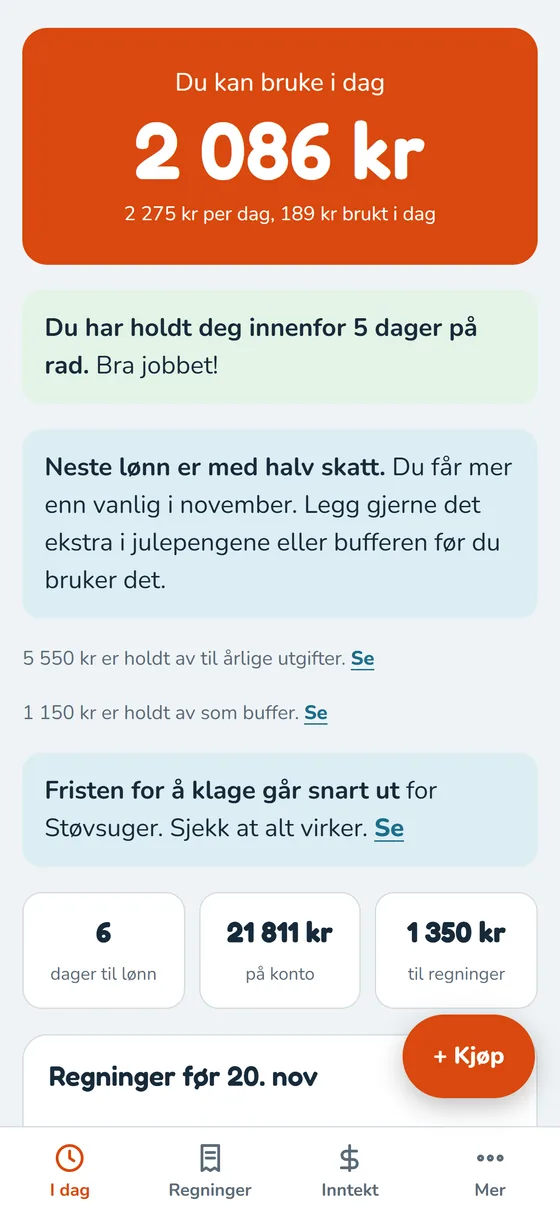 Du kan bruke i dag
2 086 kr
2 275 kr per dag, 189 kr brukt i dag
Du har holdt deg innenfor 5 dager på
rad. Bra jobbet!
Neste lønn er med halv skatt. Du får mer
enn vanlig i november. Legg gjerne det
ekstra i julepengene eller bufferen før du
bruker det.
5 550 kr er holdt av til årlige utgifter. Se
1 150 kr er holdt av som buffer. Se
Fristen for å klage går snart ut for
Støvsuger. Sjekk at alt virker. Se
6
dager til lønn
21 811 kr
på konto
1 350 kr
til regninger
Regninger før 20. nov
+ Kjøp
I dag
Regninger
Inntekt
Mer